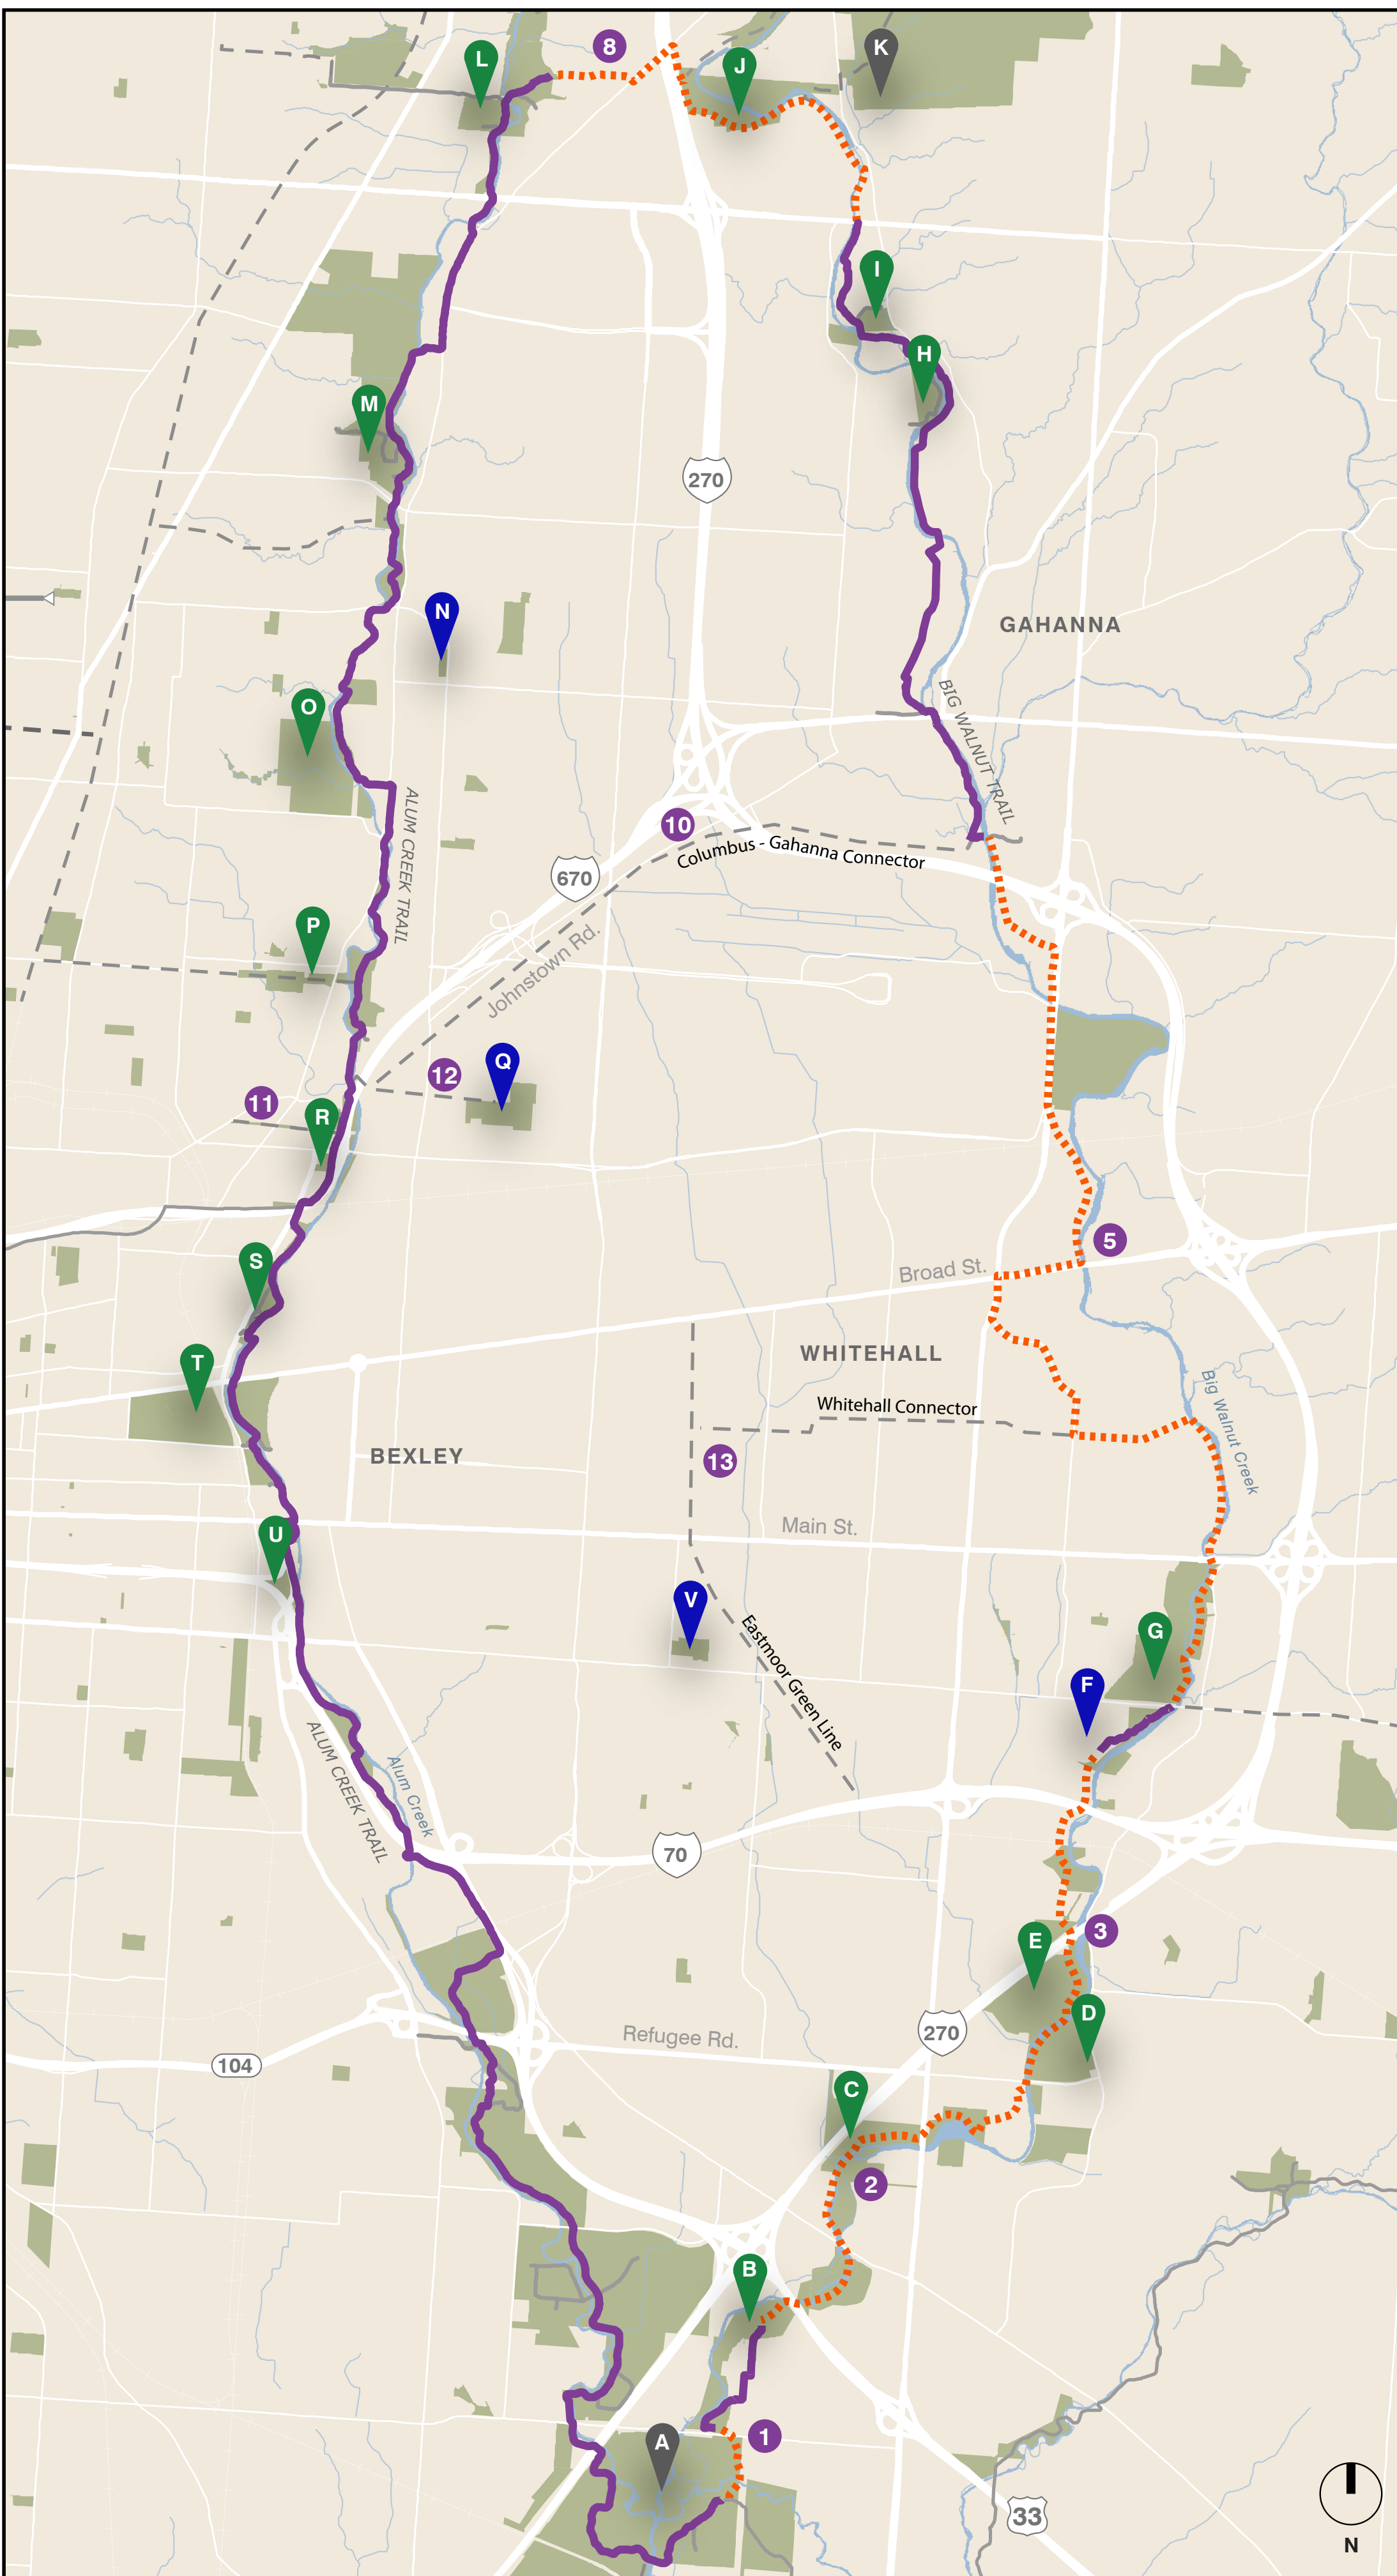 8
L
J
K
I
H
M
270
N
GAHANNA
O
BIG WALNUT TRAIL
ALUM CREEK TRAIL
10
Columbus - Gahanna Connector
670
P
Johnstown Rd.
Q
12
11
R
5
S
Broad St.
WHITEHALL
T
Big Walnut Creek
Whitehall Connector
BEXLEY
13
Main St.
U
V
Eastmoor Green Line
G
F
ALUM CREEK TRAIL
Alum Creek
70
3
E
D
270
Refugee Rd.
104
C
2
B
1
A
33
N